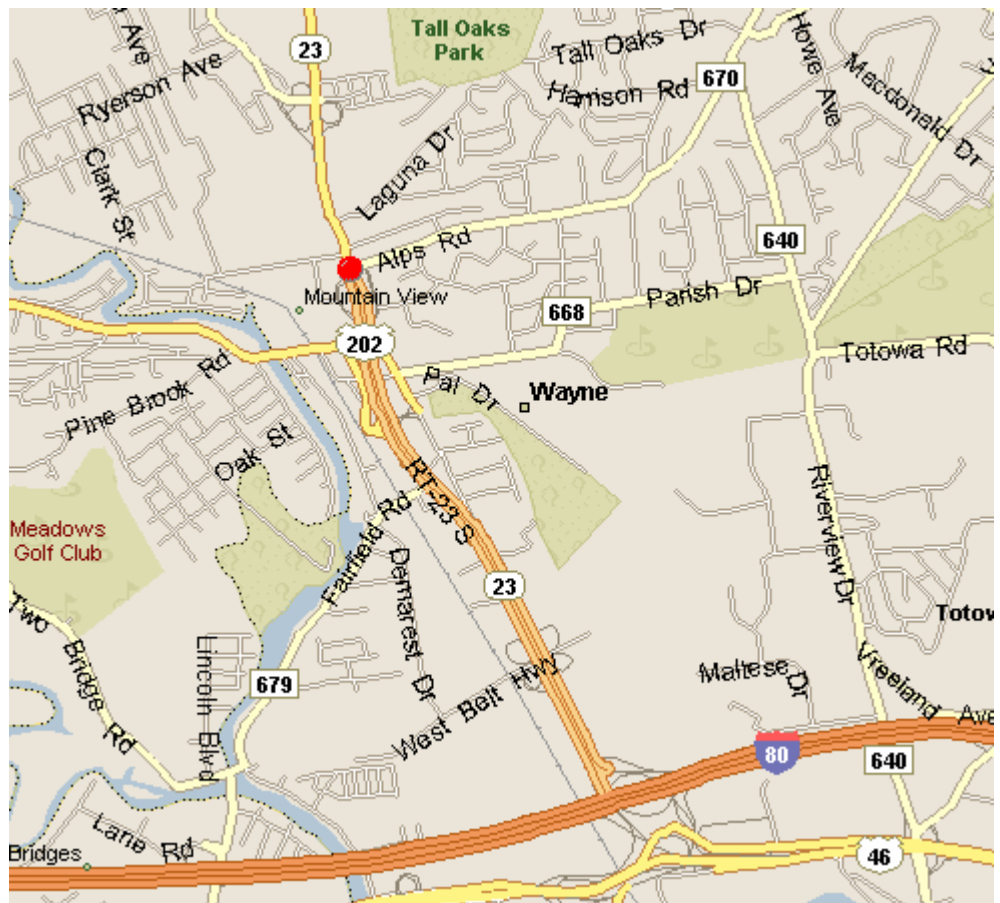 Ave
23
Tall Oaks
Park
Tall Oaks Dr
Howe Ave
670
Macdonald Dr
Ryerson Ave
Harrison Rd
Clark St
Laguna Dr
Alps Rd
640
Mountain View
Parish Dr
668
202
Totowa Rd
Pine Brook Rd
Pal Dr
Wayne
Oak St
RT-23 S
Riverview Dr
Meadows
Golf Club
Fairfield Rd
23
Demarest Dr
Two Bridge Rd
Totow
Lincoln Blvd
679
West Belt Hwy
Maltese Dr
Vreeland Ave
80
640
Lane Rd
Bridges
46